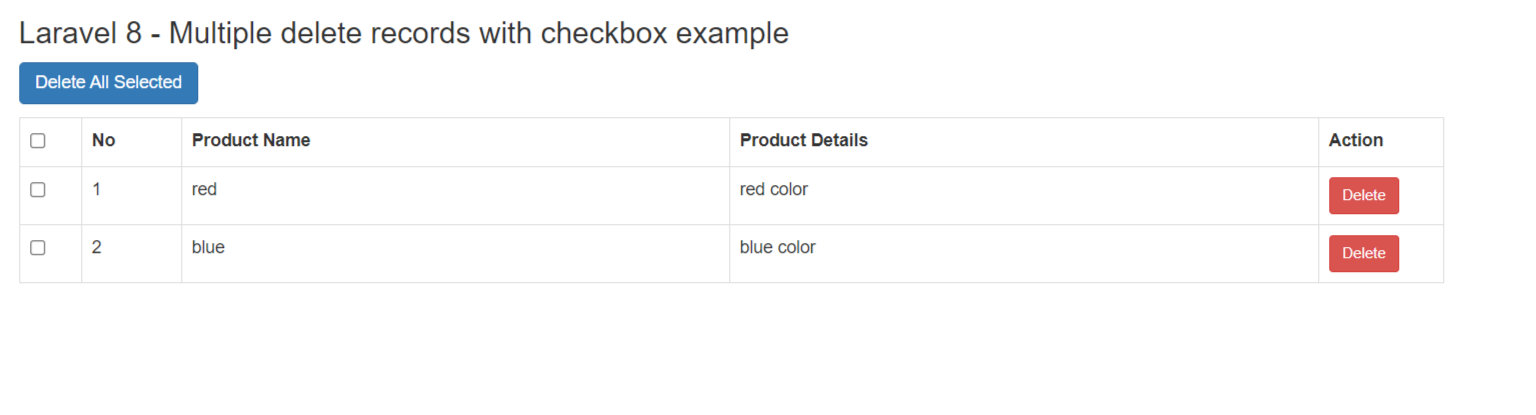 Laravel 8 - Multiple delete records with checkbox example
Delete All Selected
No Product Name Product Details Action
1 red red color Delete
2 blue blue color Delete